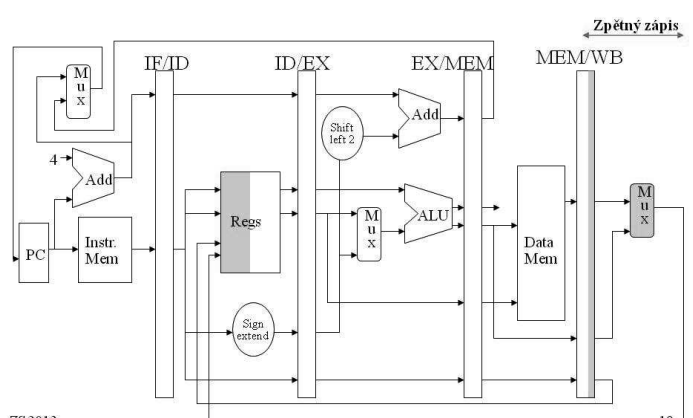 Zpětný zápis
IF/ID
ID/EX
EX/MEM
MEM/WB
M
u
x
Shift
left 2
Add
4
Add
Regs
M
u
x
ALU
M
u
x
PC
Instr.
Mem
Data
Mem
Sign
extend